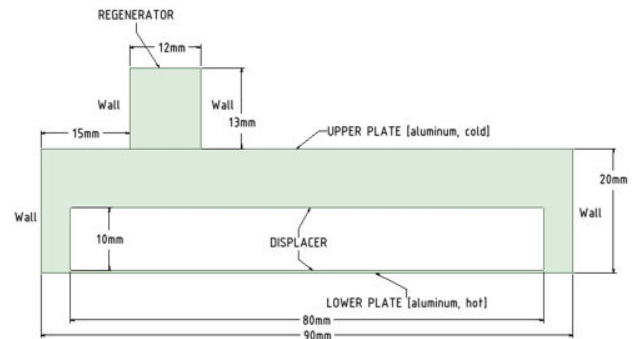 REGENERATOR
12mm
Wall
Wall
13mm
15mm
UPPER PLATE (aluminum, cold)
20mm
Wall
Wall
10mm
DISPLACER
LOWER PLATE (aluminum, hot)
80mm
90mm